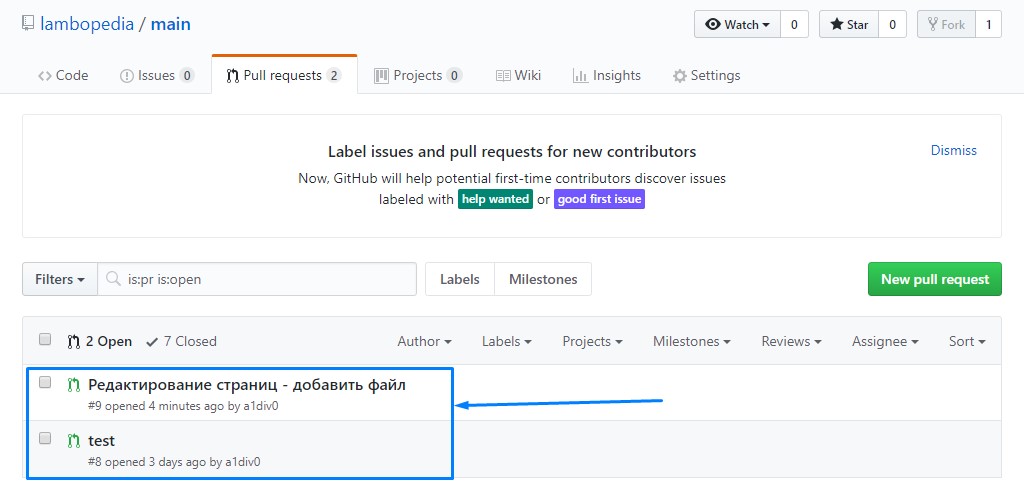 lambopedia / main
Watch 0 Star 0 Fork 1
Code Issues 0 Pull requests 2 Projects 0 Wiki Insights Settings
Label issues and pull requests for new contributors
Dismiss
Now, GitHub will help potential first-time contributors discover issues
labeled with help wanted or good first issue
Filters is:pr is:open Labels Milestones New pull request
2 Open 7 Closed Author Labels Projects Milestones Reviews Assignee Sort
Редактирование страниц - добавить файл
#9 opened 4 minutes ago by a1div0
test
#8 opened 3 days ago by a1div0